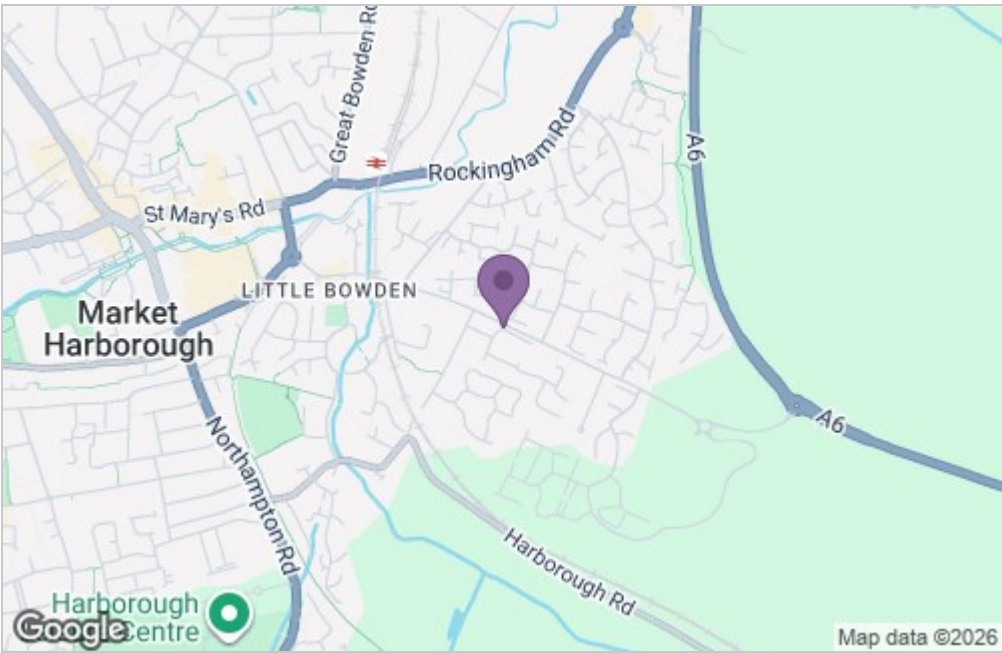 Great Bowden Rd
Rockingham Rd
A6
St Mary's Rd
LITTLE BOWDEN
Market
Harborough
A6
Northampton Rd
Harborough Rd
Harborough
Centre
Google
Map data ©2026